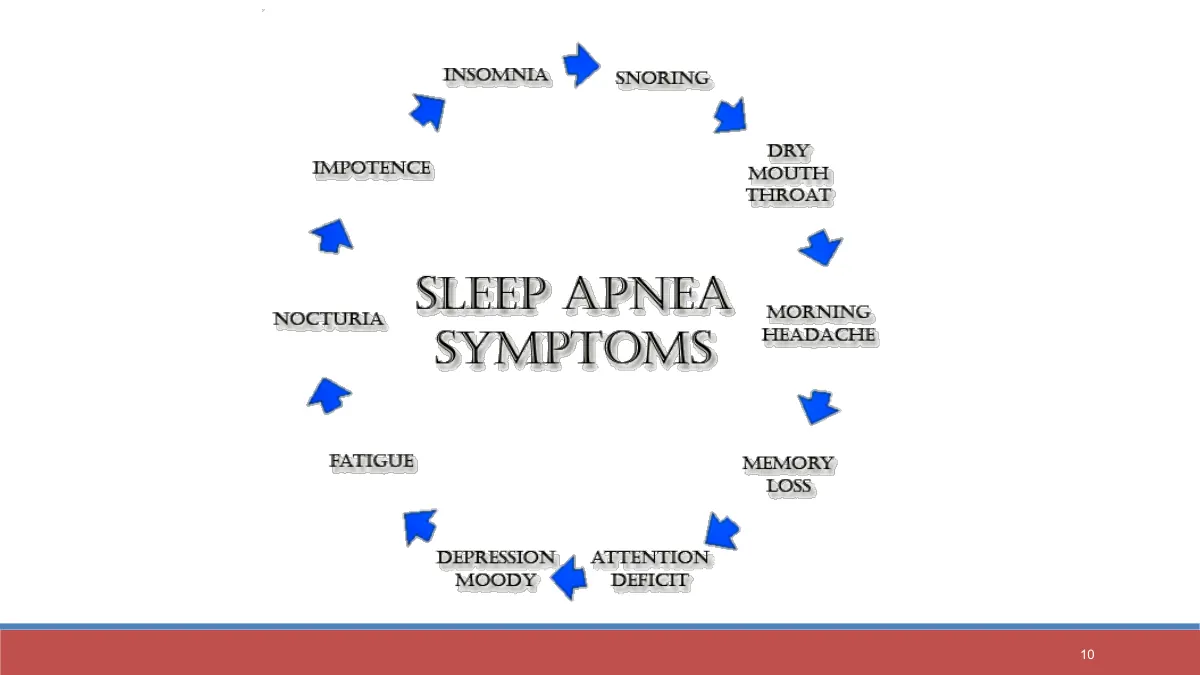 INSOMNIA
SNORING
DRY
MOUTH
THROAT
MORNING
HEADACHE
MEMORY
LOSS
ATTENTION
DEFICIT
DEPRESSION
MOODY
FATIGUE
NOCTURIA
IMPOTENCE
SLEEP APNEA
SYMPTOMS
10